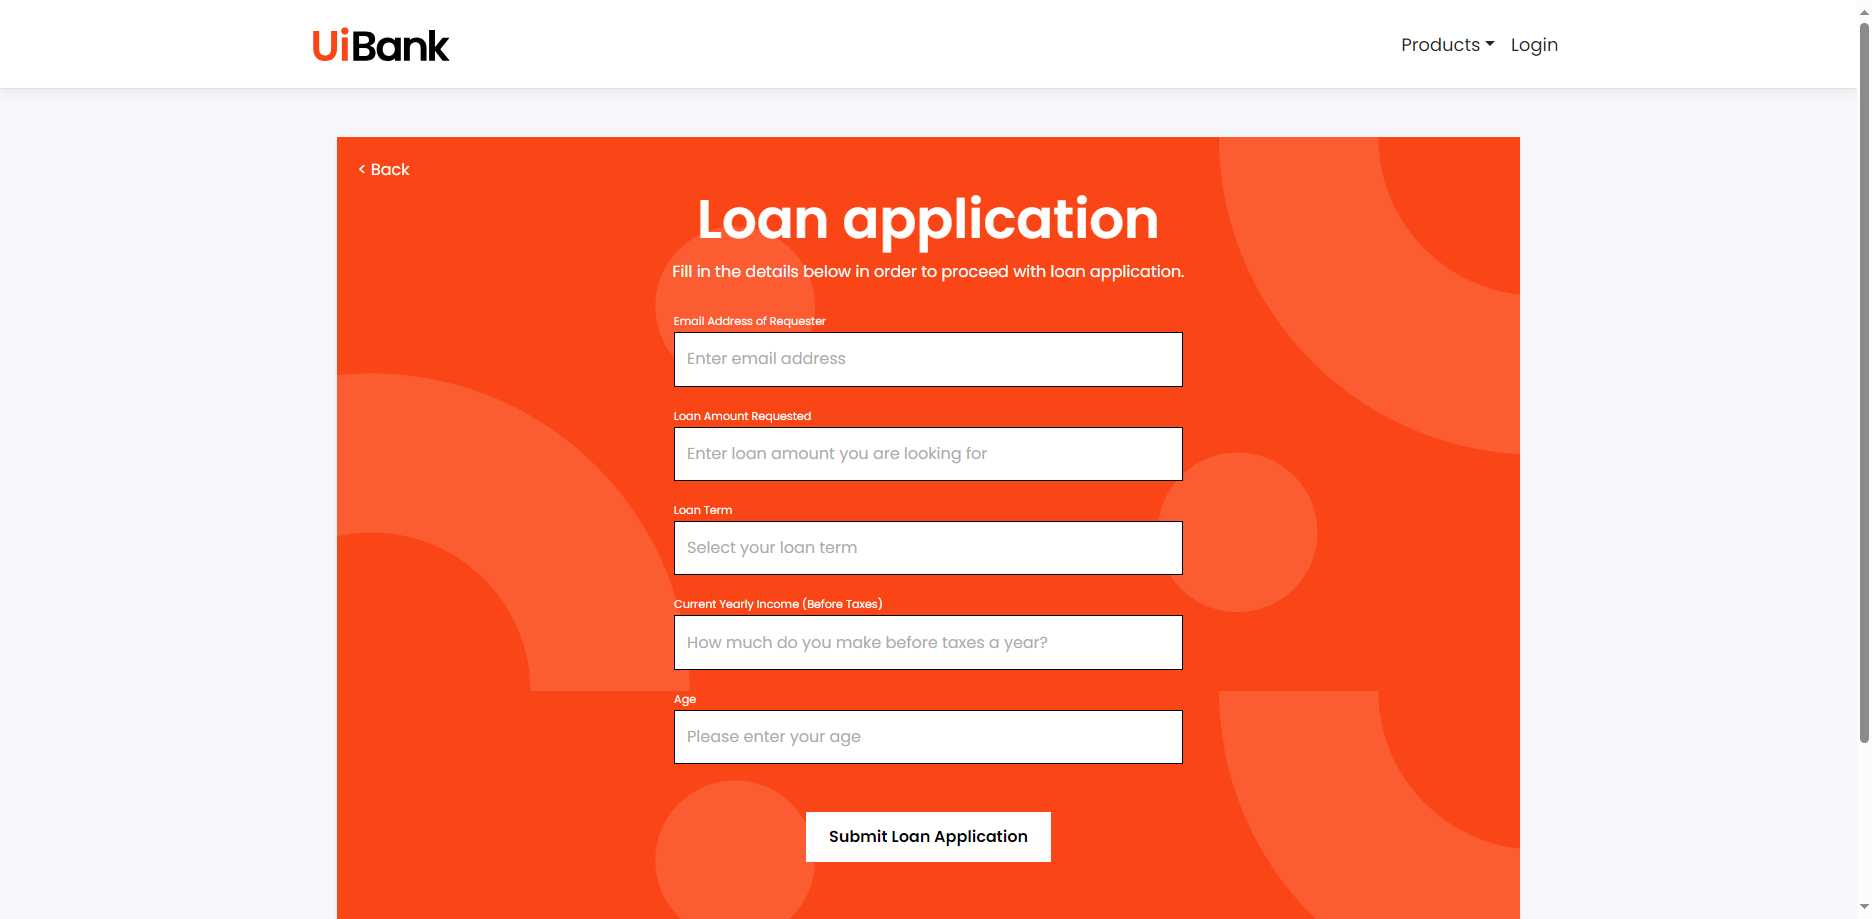 UiBank
Products
Login
< Back
Loan application
Fill in the details below in order to proceed with loan application.
Email Address of Requester
Enter email address
Loan Amount Requested
Enter loan amount you are looking for
Loan Term
Select your loan term
Current Yearly Income (Before Taxes)
How much do you make before taxes a year?
Age
Please enter your age
Submit Loan Application